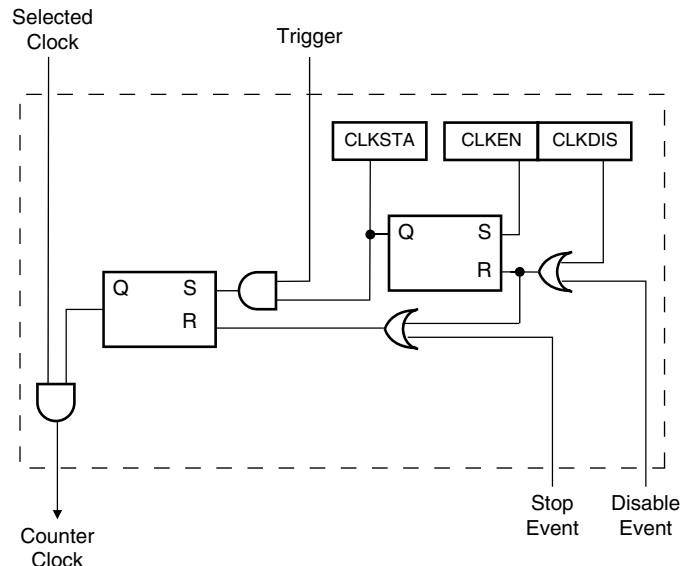 Selected
Clock
Trigger
CLKSTA
CLKEN
CLKDIS
Q
S
R
Q
S
R
Stop
Event
Disable
Event
Counter
Clock